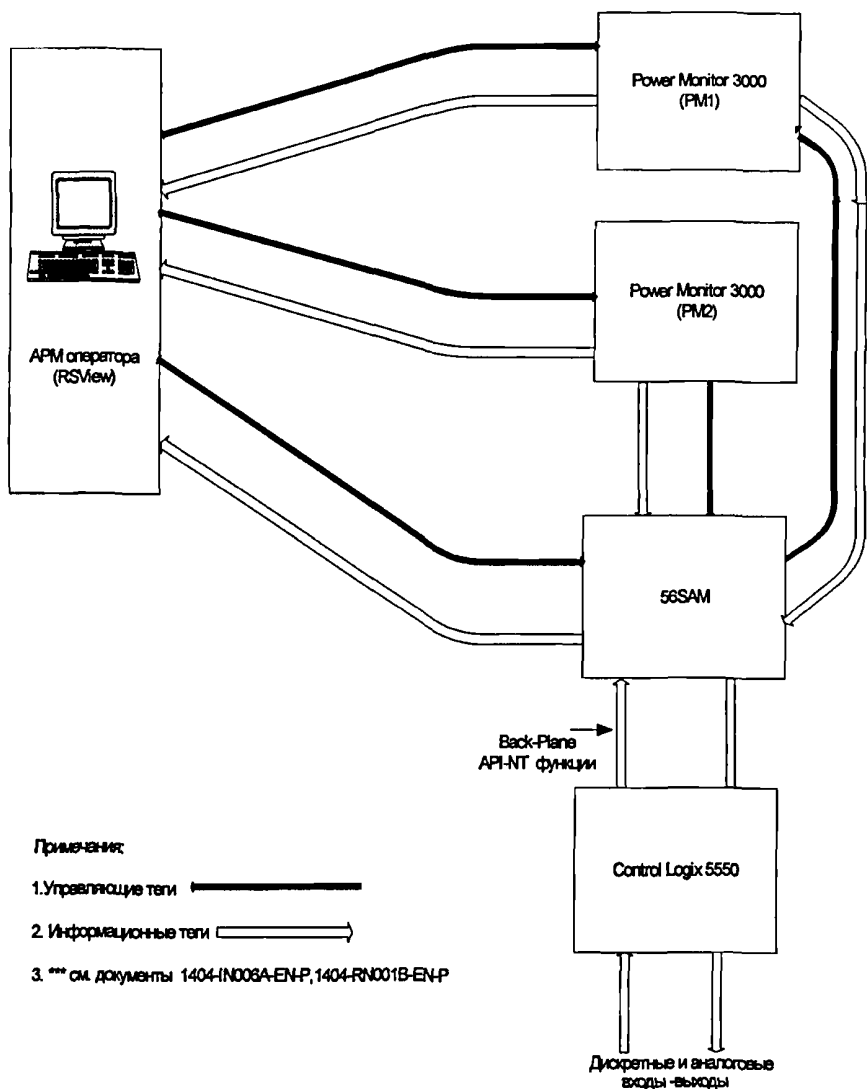 Power Monitor 3000
(PM1)
Power Monitor 3000
(PM2)
АРМ оператора
(RSView)
56SAM
Back-Plane
API-NT функции
Control Logix 5550
Примечания:
1.Управляющие теги
2. Информационные теги
3. *** см. документы 1404-IN006A-EN-P, 1404-RN001B-EN-P
Дискретные и аналоговые
входы -выходы